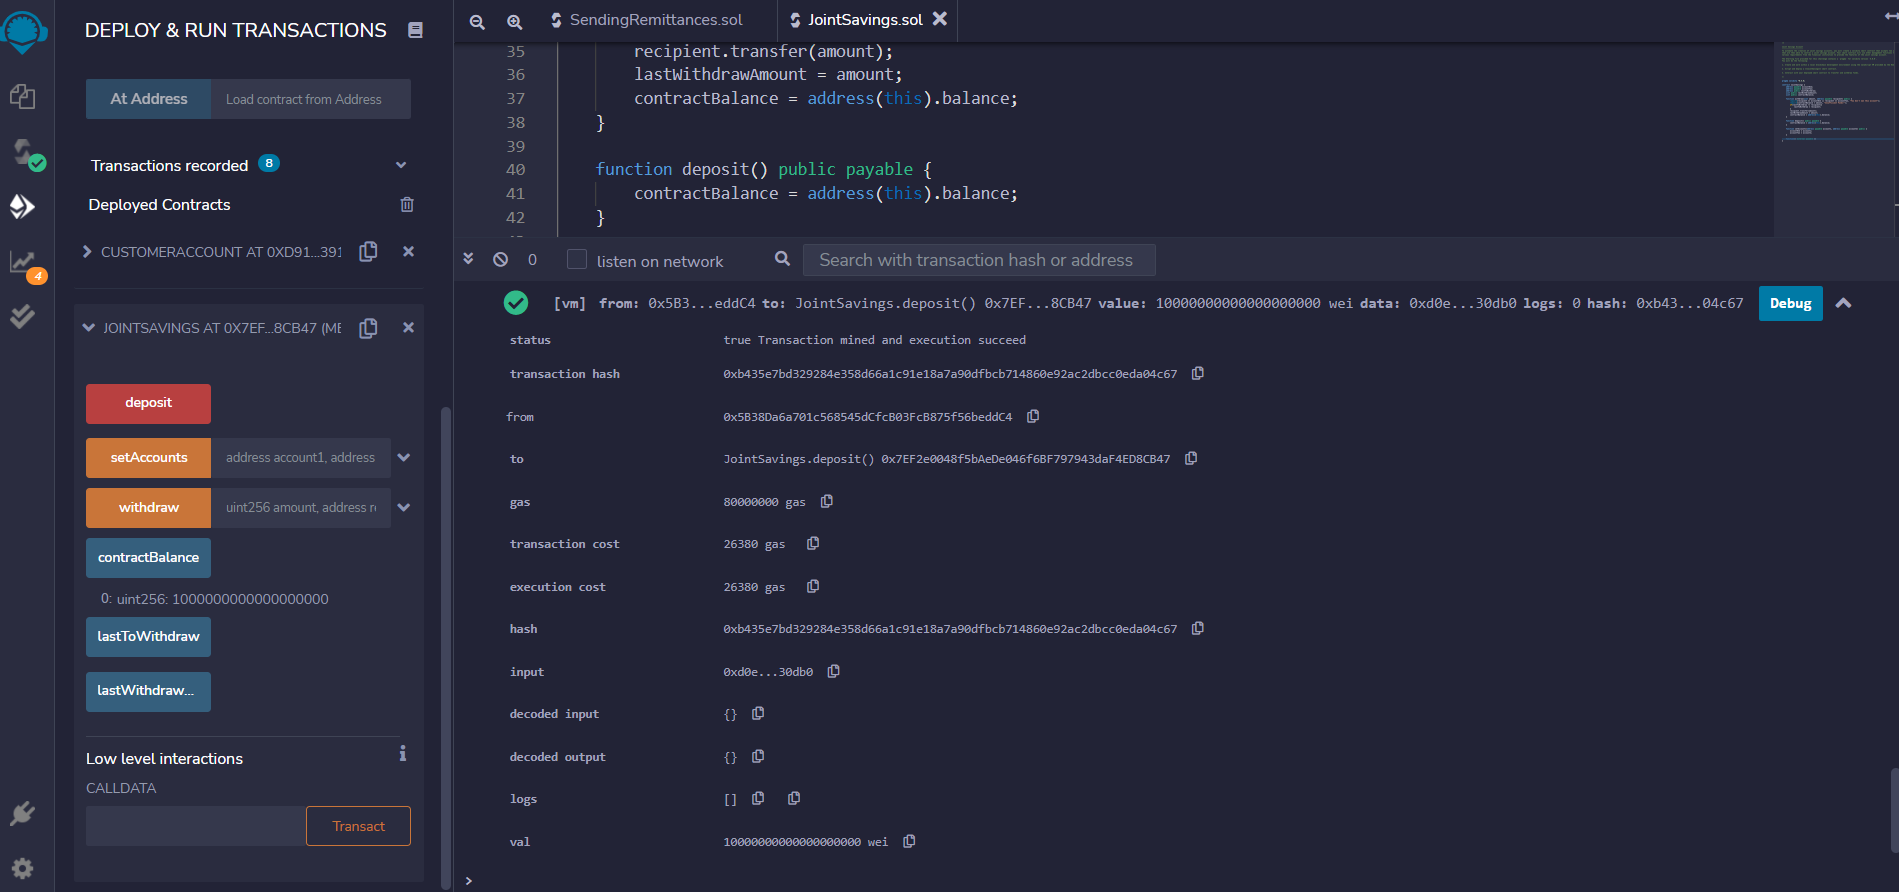 DEPLOY & RUN TRANSACTIONS
At Address Load contract from Address
Transactions recorded 8
Deployed Contracts
CUSTOMERACCOUNT AT 0XD91...391
JOINTSAVINGS AT 0X7EF...8CB47 (ME
deposit
setAccounts address account1, address
withdraw uint256 amount, address r
contractBalance
0: uint256: 1000000000000000000
lastToWithdraw
lastWithdraw...
Low level interactions
CALLDATA
Transact
4
SendingRemittances.sol JointSavings.sol
35 recipient.transfer(amount);
36 lastWithdrawAmount = amount;
37 contractBalance = address(this).balance;
38 }
39
40 function deposit() public payable {
41 contractBalance = address(this).balance;
42 }
0 listen on network Search with transaction hash or address
[vm] from: 0x5B3...eddC4 to: JointSavings.deposit() 0x7EF...8CB47 value: 10000000000000000000 wei data: 0xd0e...30db0 logs: 0 hash: 0xb43...04c67 Debug
status true Transaction mined and execution succeed
transaction hash 0xb435e7bd329284e358d66a1c91e18a7a90dfbcb714860e92ac2dbcc0eda04c67
from 0x5B38Da6a701c568545dCfcB03FcB875f56beddC4
to JointSavings.deposit() 0x7EF2e0048f5bAeDe046f6BF797943daF4ED8CB47
gas 80000000 gas
transaction cost 26380 gas
execution cost 26380 gas
hash 0xb435e7bd329284e358d66a1c91e18a7a90dfbcb714860e92ac2dbcc0eda04c67
input 0xd0e...30db0
decoded input {}
decoded output {}
logs []
val 10000000000000000000 wei
>